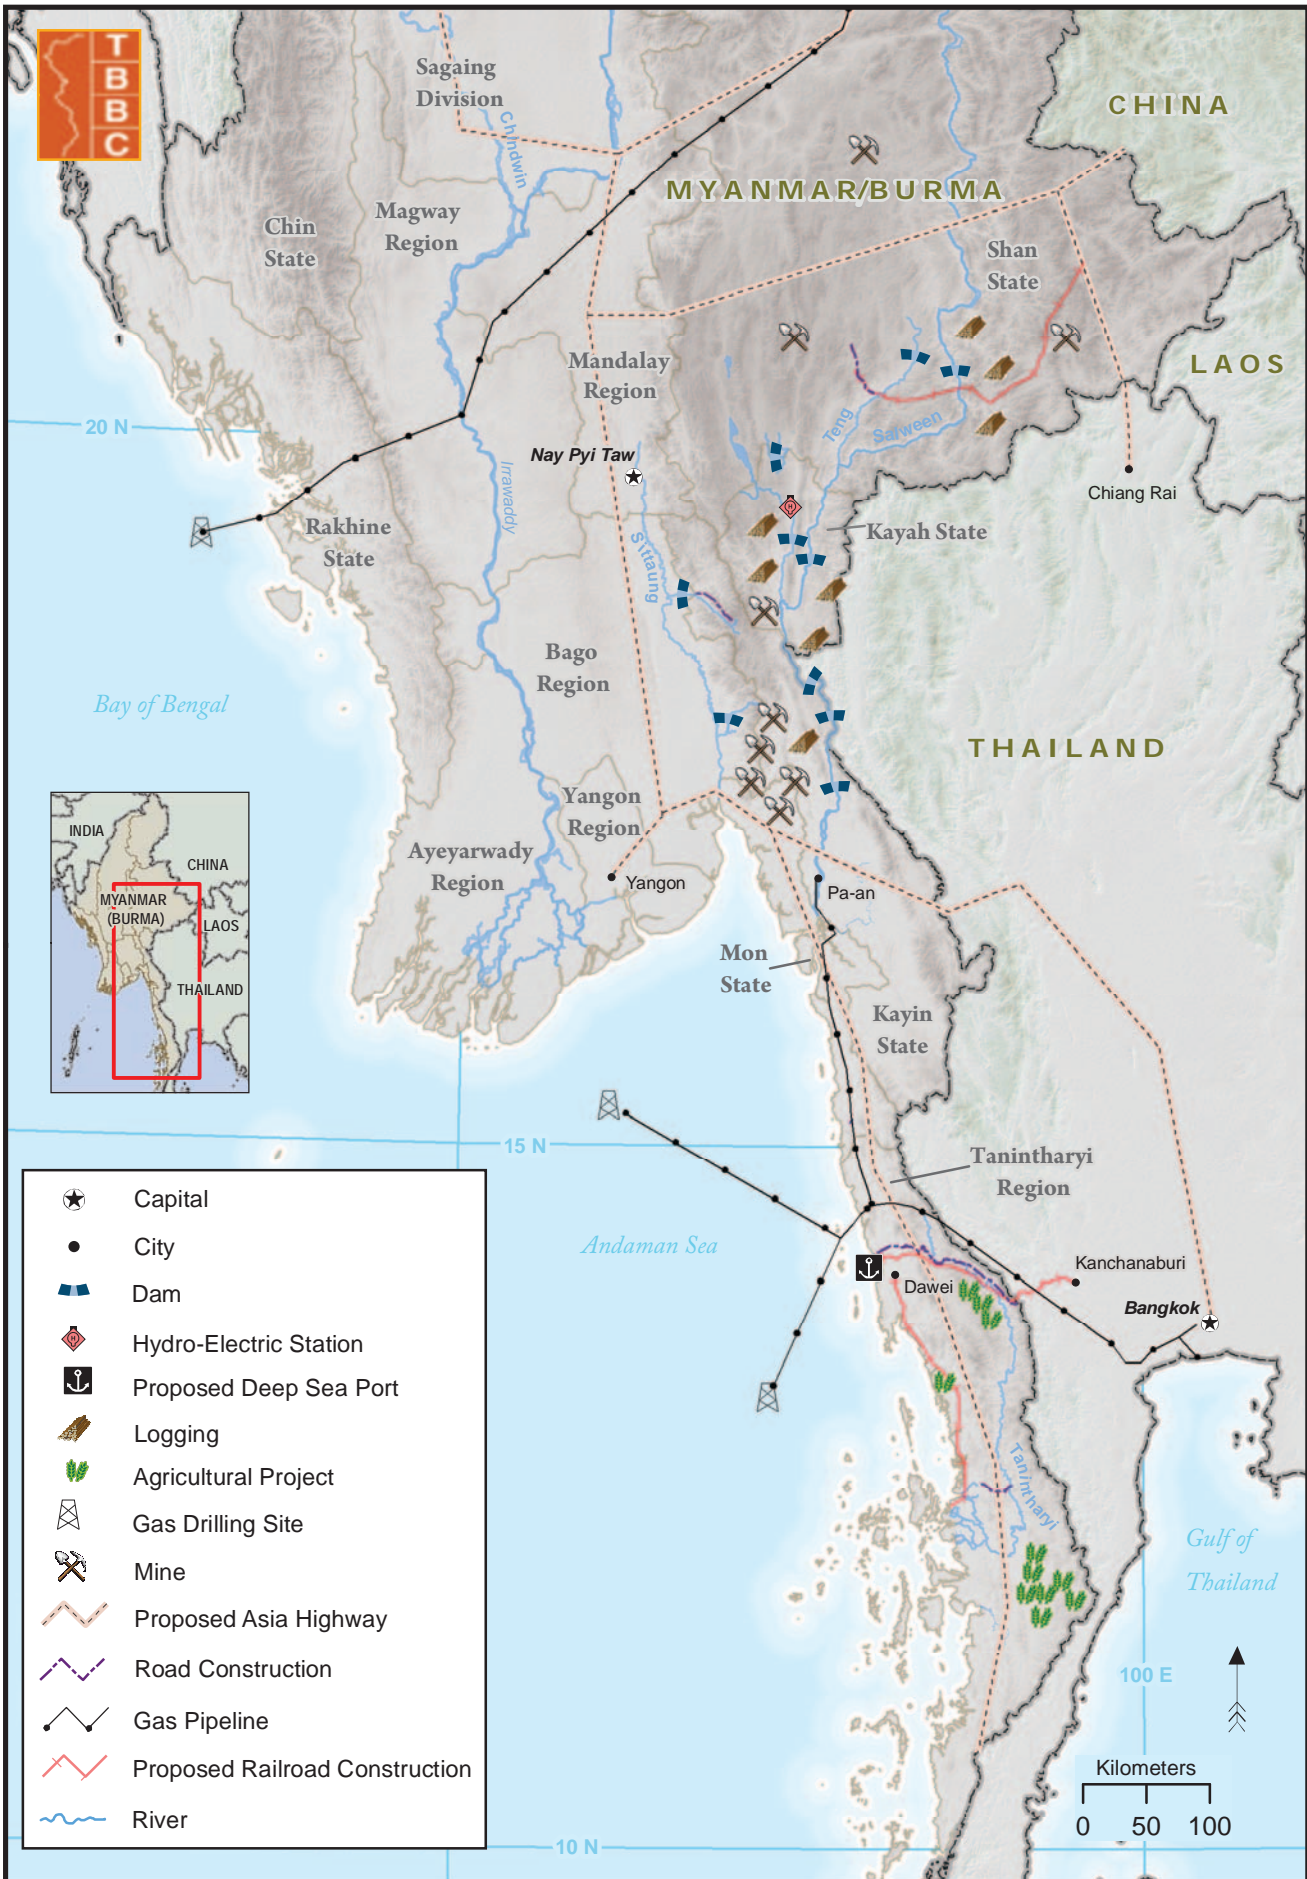 T
B
B
C
Sagaing
Division
Chindwin
CHINA
MYANMAR/BURMA
Magway
Region
Chin
State
Shan
State
Mandalay
Region
LAOS
20 N
Teng
Salween
Nay Pyi Taw
Irrawaddy
Chiang Rai
Rakhine
State
Kayah State
Sittaung
Bago
Region
Bay of Bengal
THAILAND
Yangon
Region
INDIA
CHINA
MYANMAR
(BURMA)
LAOS
THAILAND
Ayeyarwady
Region
Yangon
Pa-an
Mon
State
Kayin
State
15 N
Tanintharyi
Region
Andaman Sea
Kanchanaburi
Dawei
Bangkok
Tanintharyi
Gulf of
Thailand
100 E
Capital
City
Dam
H
Hydro-Electric Station
Proposed Deep Sea Port
Logging
Agricultural Project
Gas Drilling Site
Mine
Proposed Asia Highway
Road Construction
Gas Pipeline
Proposed Railroad Construction
River
Kilometers
0 50 100
10 N